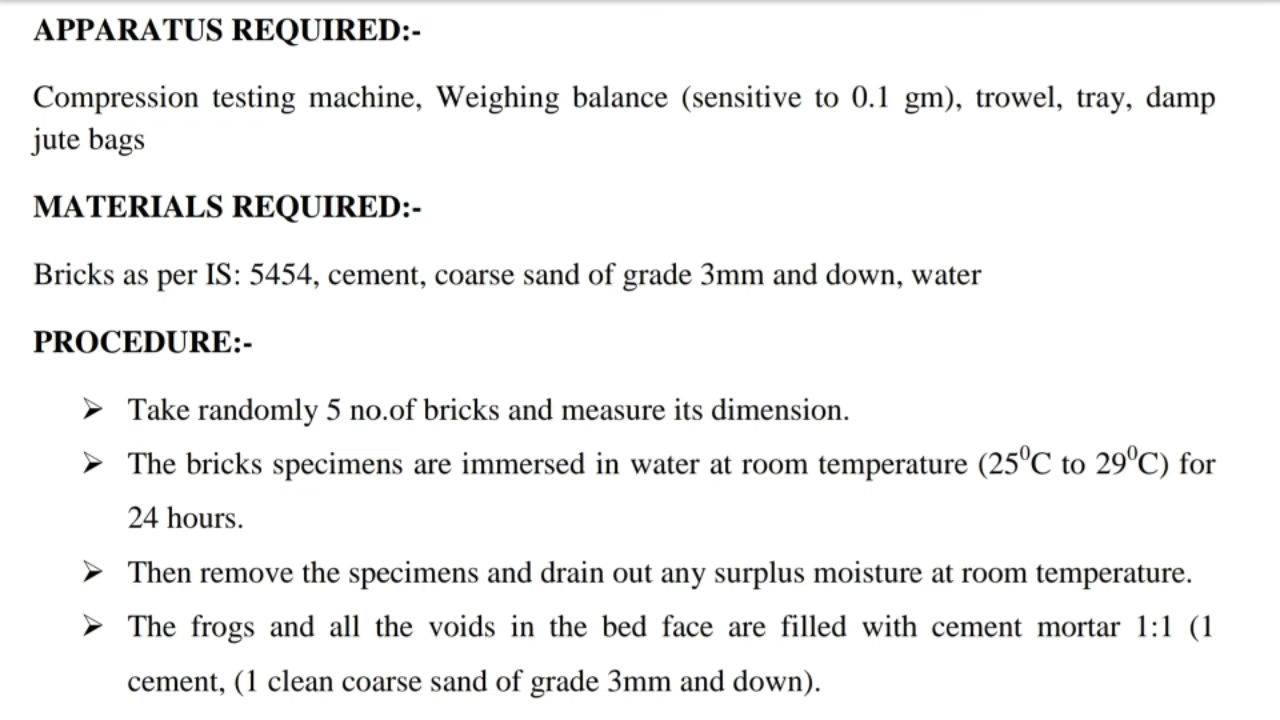 APPARATUS REQUIRED:-
Compression testing machine, Weighing balance (sensitive to 0.1 gm), trowel, tray, damp
jute bags
MATERIALS REQUIRED:-
Bricks as per IS: 5454, cement, coarse sand of grade 3mm and down, water
PROCEDURE:-
➢ Take randomly 5 no.of bricks and measure its dimension.
➢ The bricks specimens are immersed in water at room temperature (25⁰C to 29⁰C) for
24 hours.
➢ Then remove the specimens and drain out any surplus moisture at room temperature.
➢ The frogs and all the voids in the bed face are filled with cement mortar 1:1 (1
cement, (1 clean coarse sand of grade 3mm and down).